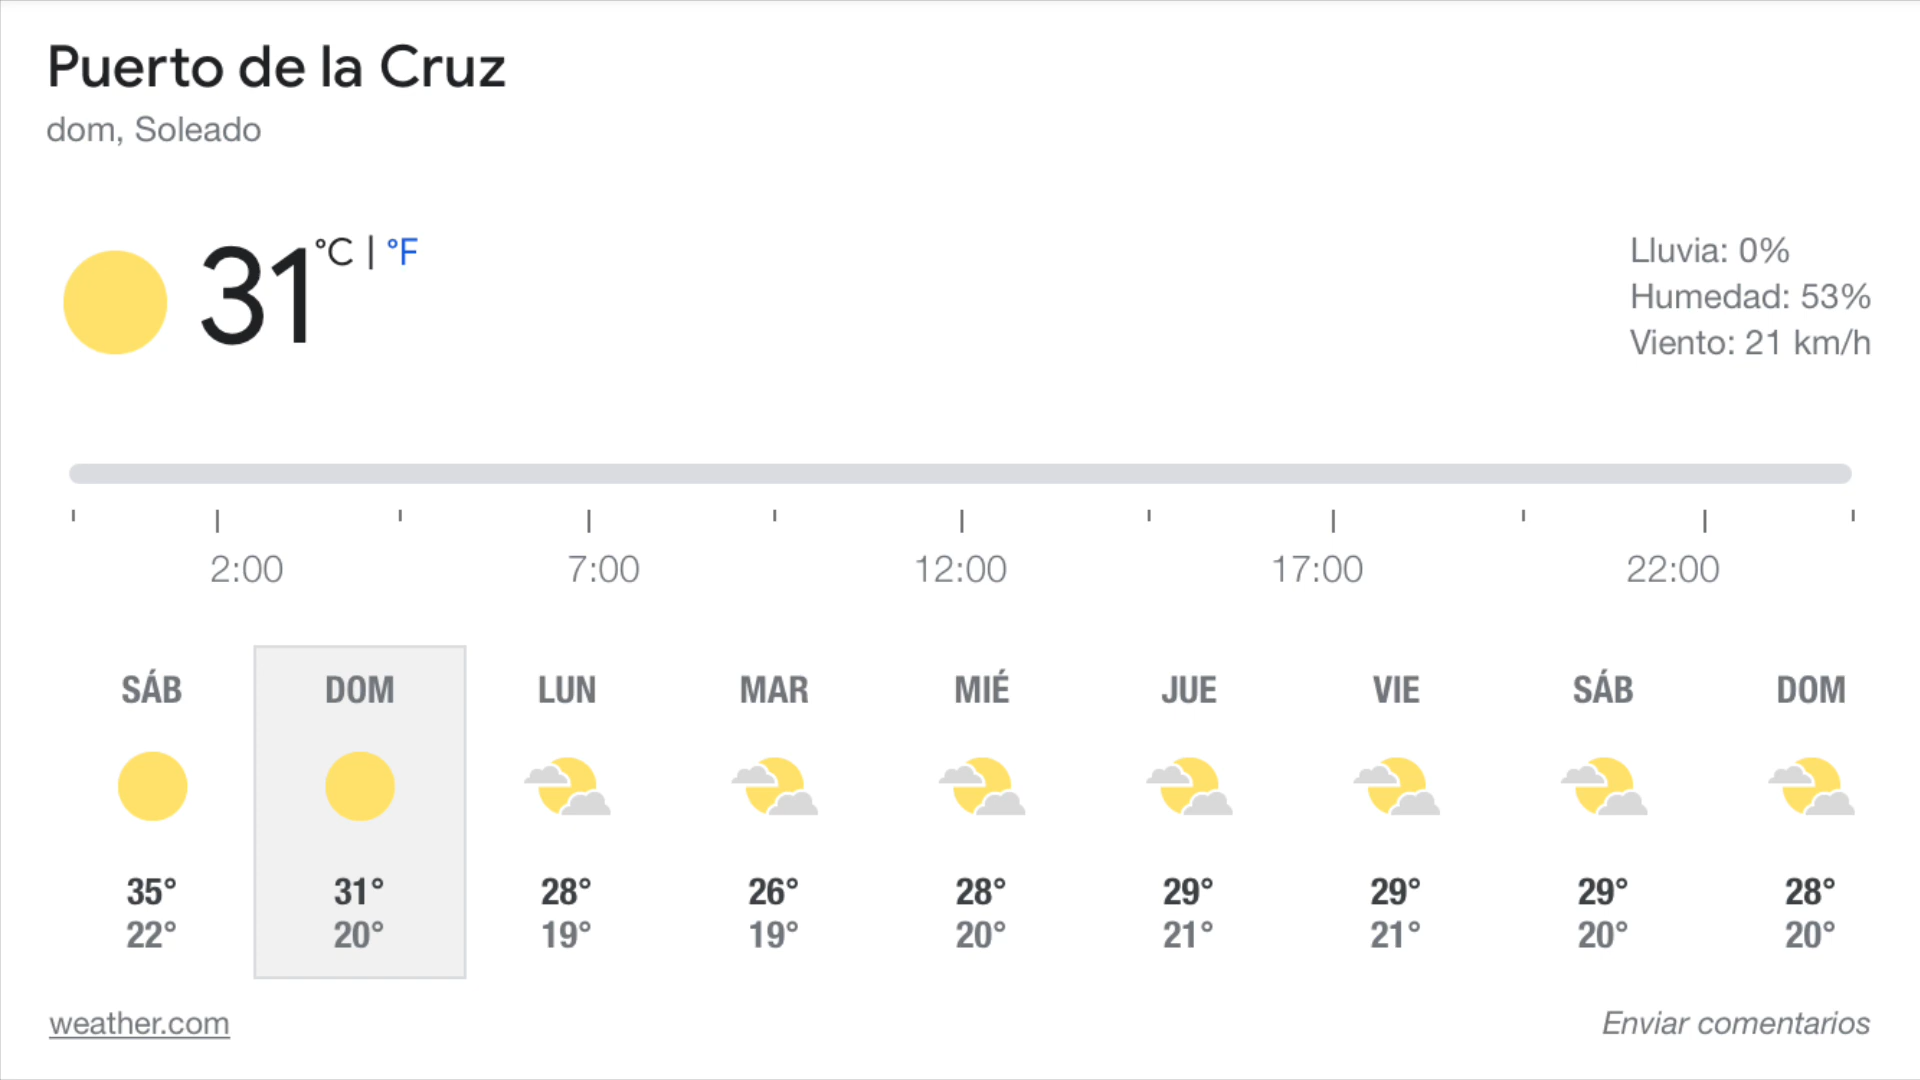 Puerto de la Cruz
dom, Soleado
31 °C | °F
Lluvia: 0%
Humedad: 53%
Viento: 21 km/h
2:00 7:00 12:00 17:00 22:00
SÁB DOM LUN MAR MIÉ JUE VIE SÁB DOM
35° 31° 28° 26° 28° 29° 29° 29° 28°
22° 20° 19° 19° 20° 21° 21° 20° 20°
weather.com Enviar comentarios